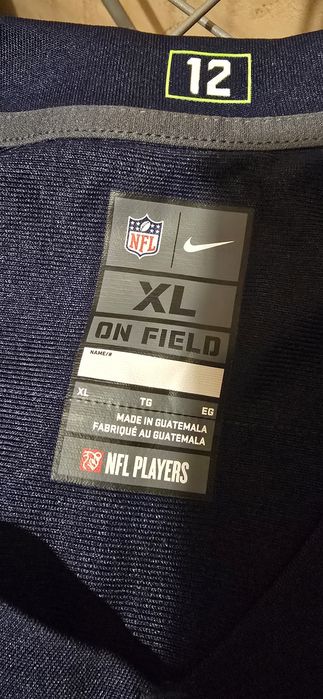 12
NFL
XL
ON FIELD
NAME/#
XL TG EG
MADE IN GUATEMALA
FABRIQUÉ AU GUATEMALA
NFL PLAYERS